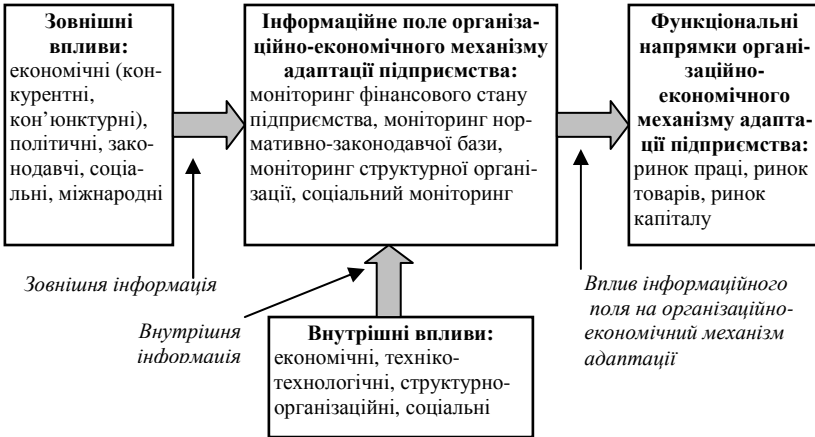 Зовнішні
впливи:
економічні (кон-
курентні,
кон’юнктурні),
політичні, зако-
нодавчі, соціа-
льні, міжнародні
Інформаційне поле організа-
ційно-економічного механізму
адаптації підприємства:
моніторинг фінансового стану
підприємства, моніторинг нор-
мативно-законодавчої бази,
моніторинг структурної органі-
зації, соціальний моніторинг
Функціональні
напрямки органі-
заційно-
економічного
механізму адапта-
ції підприємства:
ринок праці, ринок
товарів, ринок
капіталу
Зовнішня інформація
Внутрішня
інформація
Внутрішні впливи:
економічні, техніко-
технологічні, структурно-
організаційні, соціальні
Вплив інформаційного
поля на організаційно-
економічний механізм
адаптації